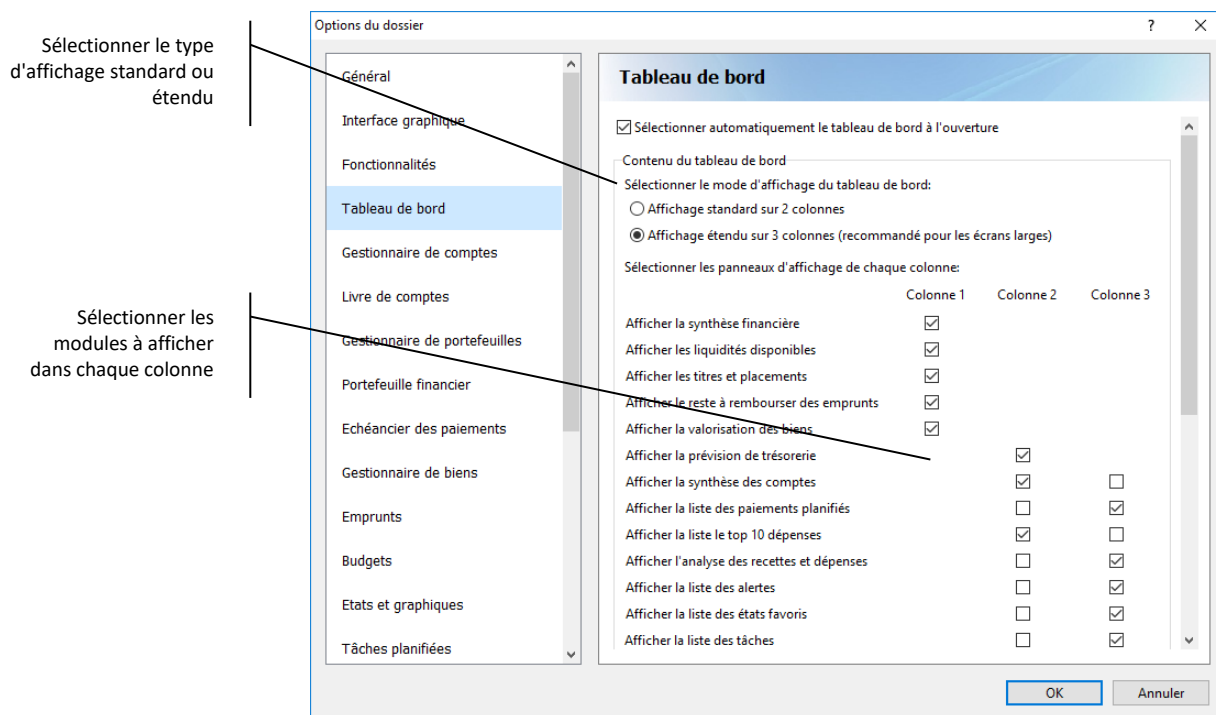 Options du dossier
?
Sélectionner le type
d'affichage standard ou
étendu
Sélectionner les
modules à afficher
dans chaque colonne
Général
Interface graphique
Fonctionnalités
Tableau de bord
Gestionnaire de comptes
Livre de comptes
Gestionnaire de portefeuilles
Portefeuille financier
Echéancier des paiements
Gestionnaire de biens
Emprunts
Budgets
Etats et graphiques
Tâches planifiées
Tableau de bord
Sélectionner automatiquement le tableau de bord à l'ouverture
Contenu du tableau de bord
Sélectionner le mode d'affichage du tableau de bord:
Affichage standard sur 2 colonnes
Affichage étendu sur 3 colonnes (recommandé pour les écrans larges)
Sélectionner les panneaux d'affichage de chaque colonne:
Colonne 1 Colonne 2 Colonne 3
Afficher la synthèse financière
Afficher les liquidités disponibles
Afficher les titres et placements
Afficher le reste à rembourser des emprunts
Afficher la valorisation des biens
Afficher la prévision de trésorerie
Afficher la synthèse des comptes
Afficher la liste des paiements planifiés
Afficher la liste le top 10 dépenses
Afficher l'analyse des recettes et dépenses
Afficher la liste des alertes
Afficher la liste des états favoris
Afficher la liste des tâches
OK Annuler